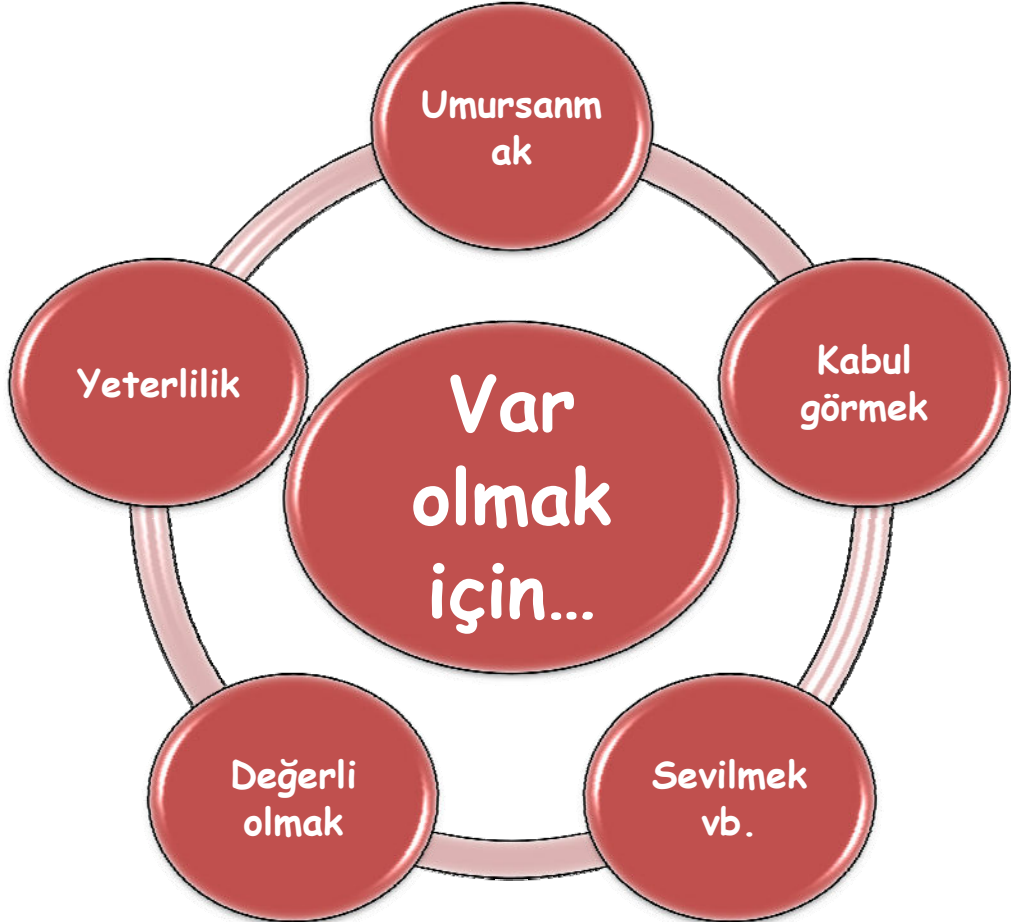 Umursanm
ak
Kabul
görmek
Yeterlilik
Var
olmak
için...
Değerli
olmak
Sevilmek
vb.